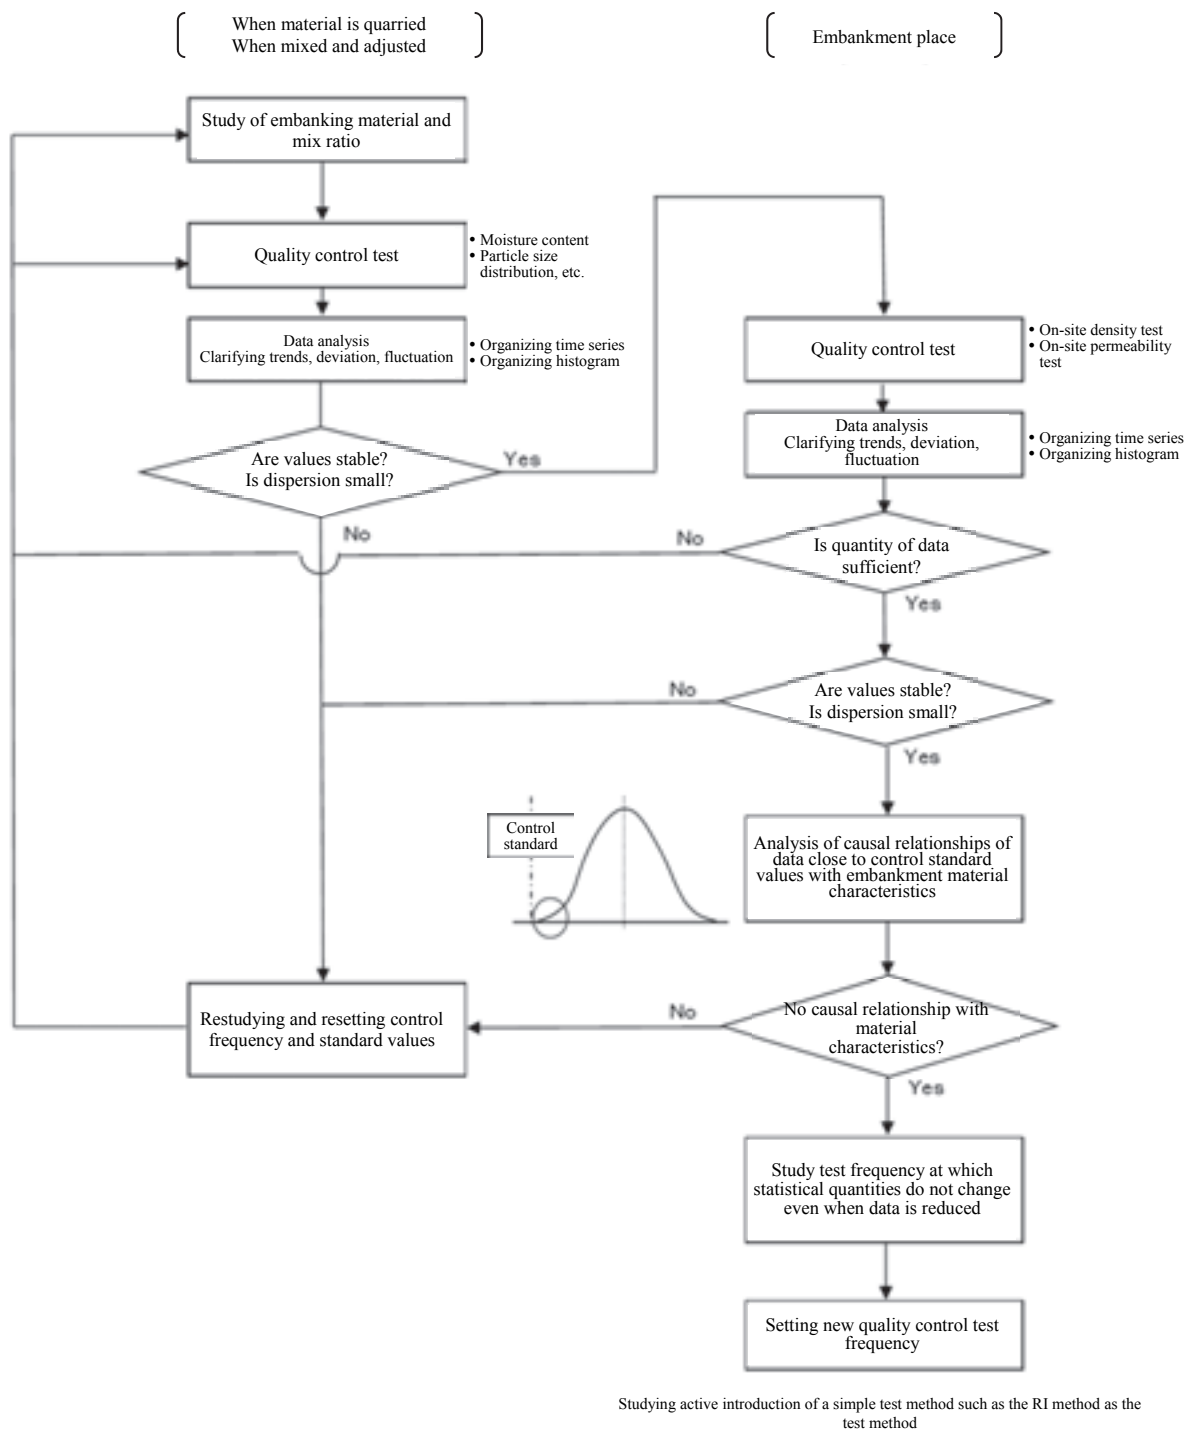 When material is quarried
When mixed and adjusted
Embankment place
Study of embanking material and
mix ratio
Quality control test
• Moisture content
• Particle size
distribution, etc.
Data analysis
Clarifying trends, deviation, fluctuation
• Organizing time series
• Organizing histogram
Are values stable?
Is dispersion small?
Yes
No
Quality control test
• On-site density test
• On-site permeability
test
Data analysis
Clarifying trends, deviation,
fluctuation
• Organizing time series
• Organizing histogram
Is quantity of data
sufficient?
No
Yes
Are values stable?
Is dispersion small?
No
Yes
Control
standard
Analysis of causal relationships of
data close to control standard
values with embankment material
characteristics
No causal relationship with
material
characteristics?
No
Yes
Restudying and resetting control
frequency and standard values
Study test frequency at which
statistical quantities do not change
even when data is reduced
Setting new quality control test
frequency
Studying active introduction of a simple test method such as the RI method as the
test method